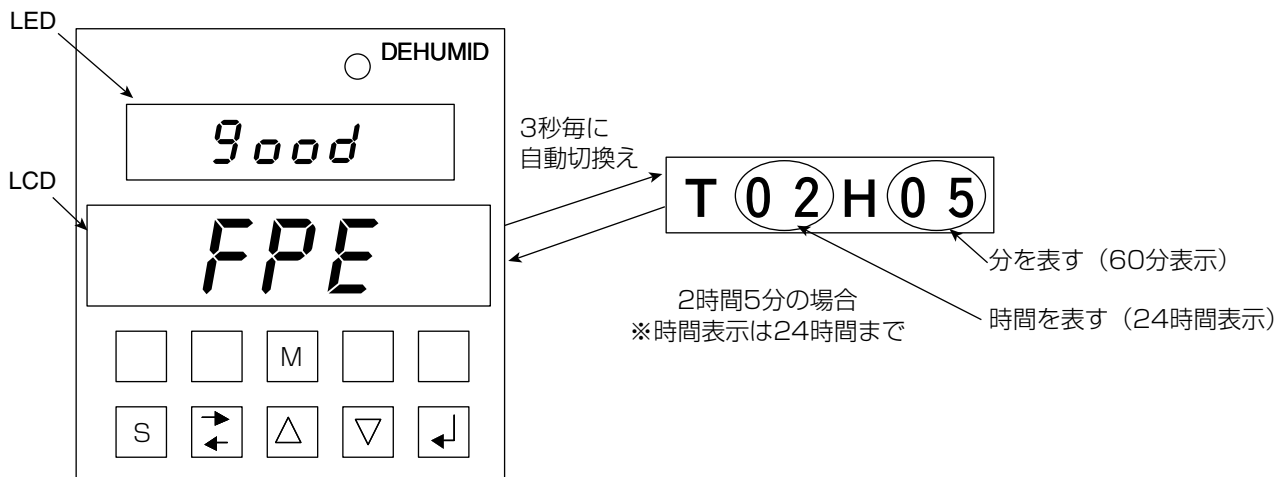 LED
DEHUMID
good
LCD
FPE
3秒毎に
自動切換え
T 0 2 H 0 5
分を表す（60分表示）
時間を表す（24時間表示）
2時間5分の場合
※時間表示は24時間まで
M
S